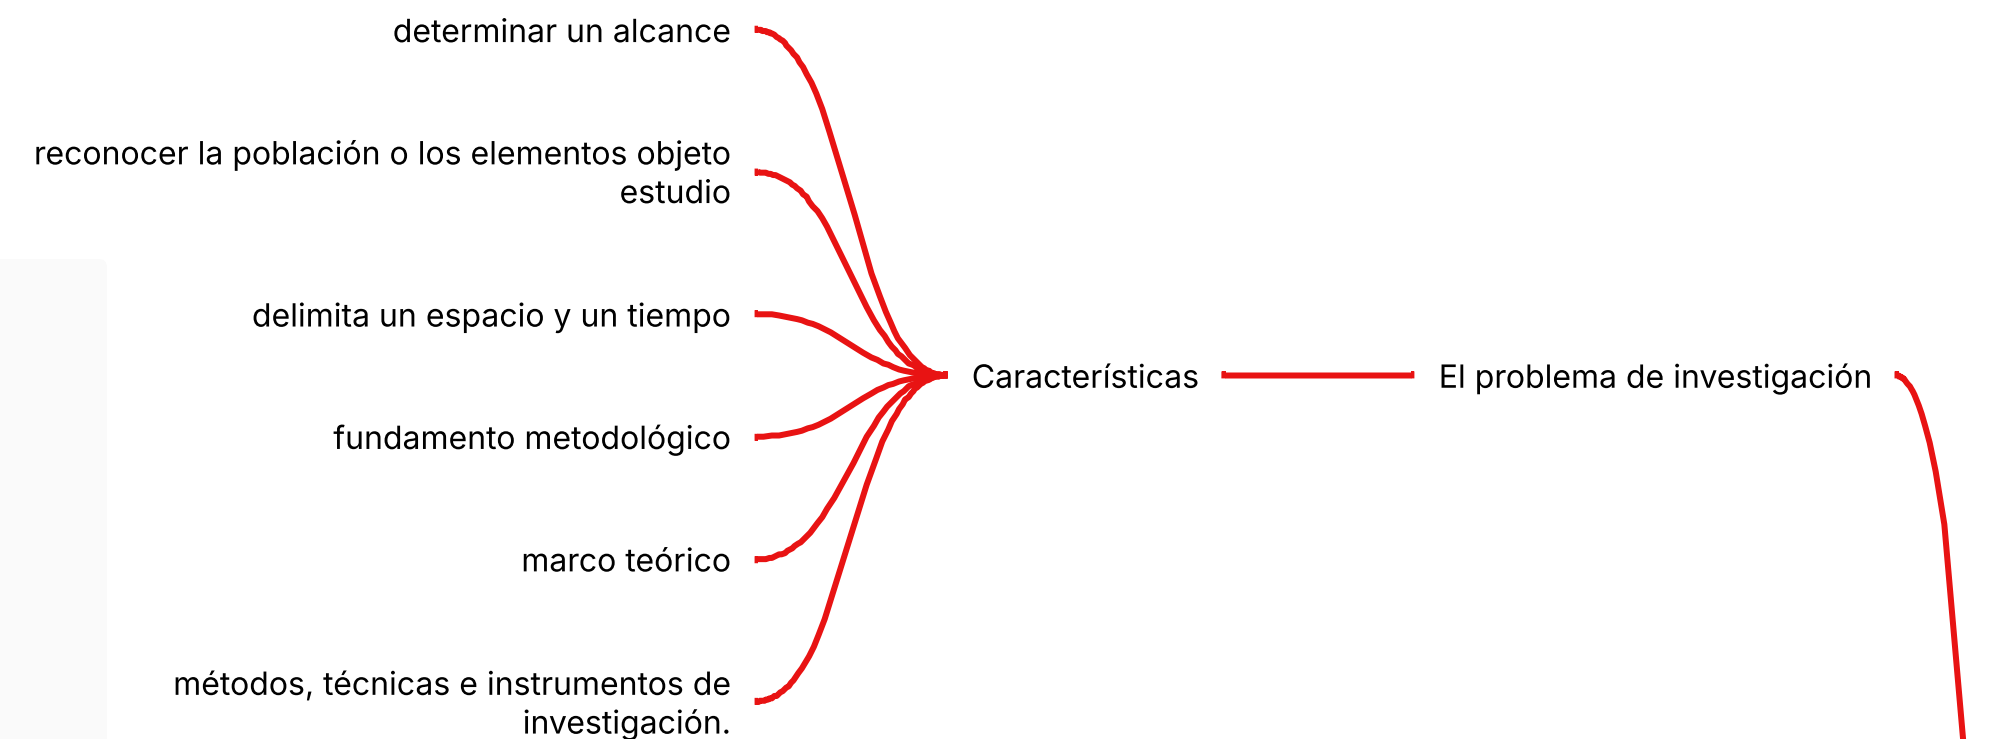 determinar un alcance
reconocer la población o los elementos objeto
estudio
delimita un espacio y un tiempo
fundamento metodológico
marco teórico
métodos, técnicas e instrumentos de
investigación.
Características
El problema de investigación